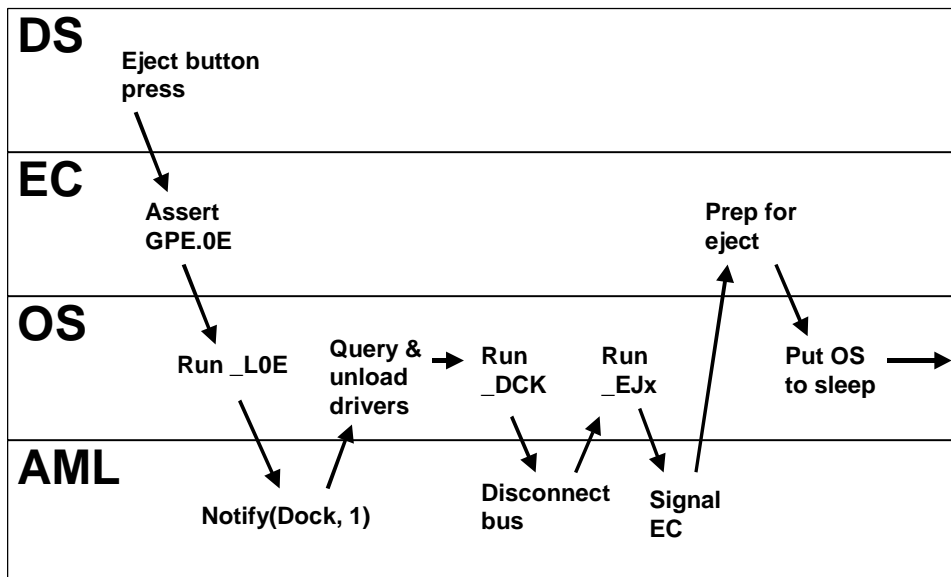 DS
Eject button
press
EC
Assert
GPE.0E
Prep for
eject
OS
Run _L0E
Query &
unload
drivers
Run
_DCK
Run
_EJx
Put OS
to sleep
AML
Notify(Dock, 1)
Disconnect
bus
Signal
EC